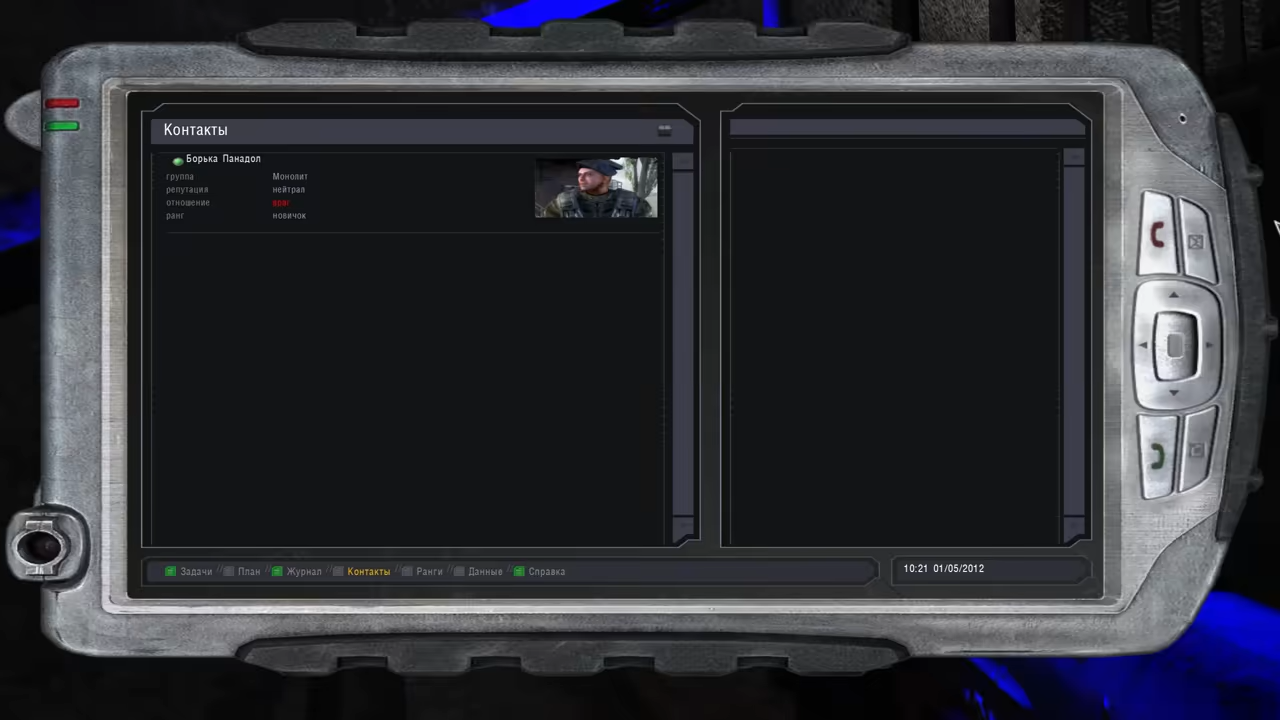 Контакты
Борька Панадол
группа Монолит
репутация нейтрал
отношение враг
ранг новичок
Задачи План Журнал Контакты Ранги Данные Справка
10:21 01/05/2012